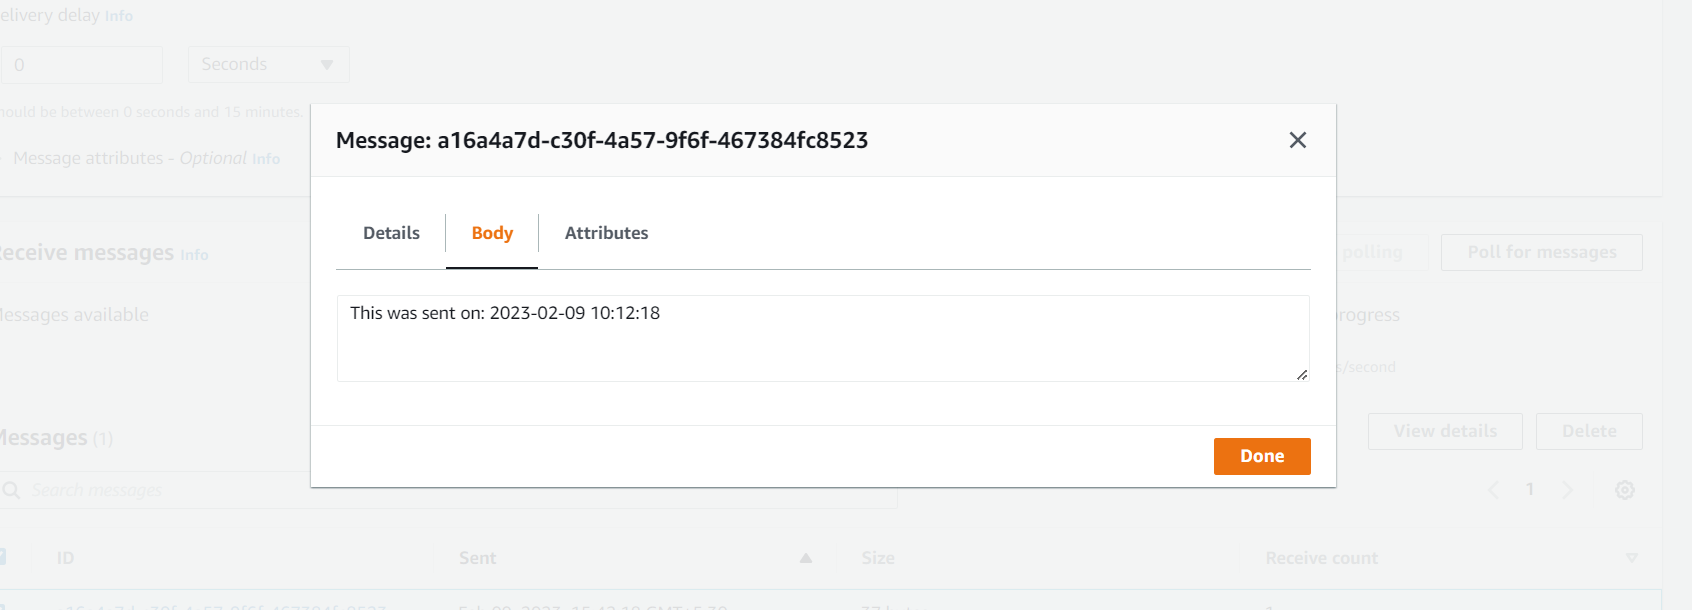 elivery delay Info
0
Seconds
hould be between 0 seconds and 15 minutes.
Message attributes - Optional Info
Message: a16a4a7d-c30f-4a57-9f6f-467384fc8523
Details
Body
Attributes
eceive messages Info
polling
Poll for messages
This was sent on: 2023-02-09 10:12:18
Messages available
rogress
s/second
Messages (1)
View details
Delete
Done
Search messages
1
ID
Sent
Size
Receive count